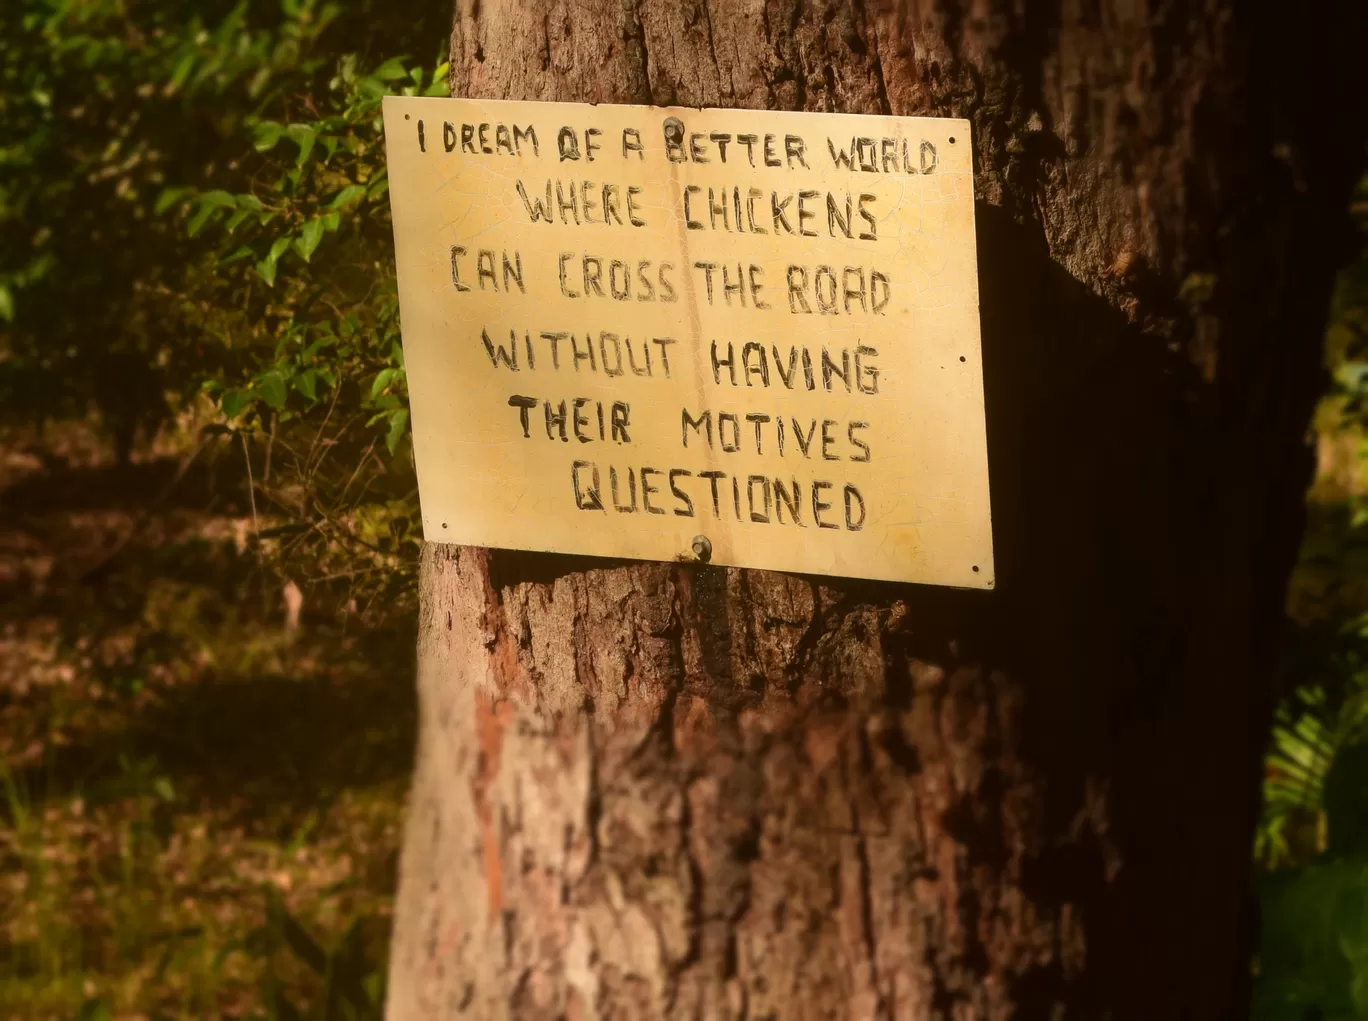 I DREAM OF A BETTER WORLD
WHERE CHICKENS
CAN CROSS THE ROAD
WITHOUT HAVING
THEIR MOTIVES
QUESTIONED